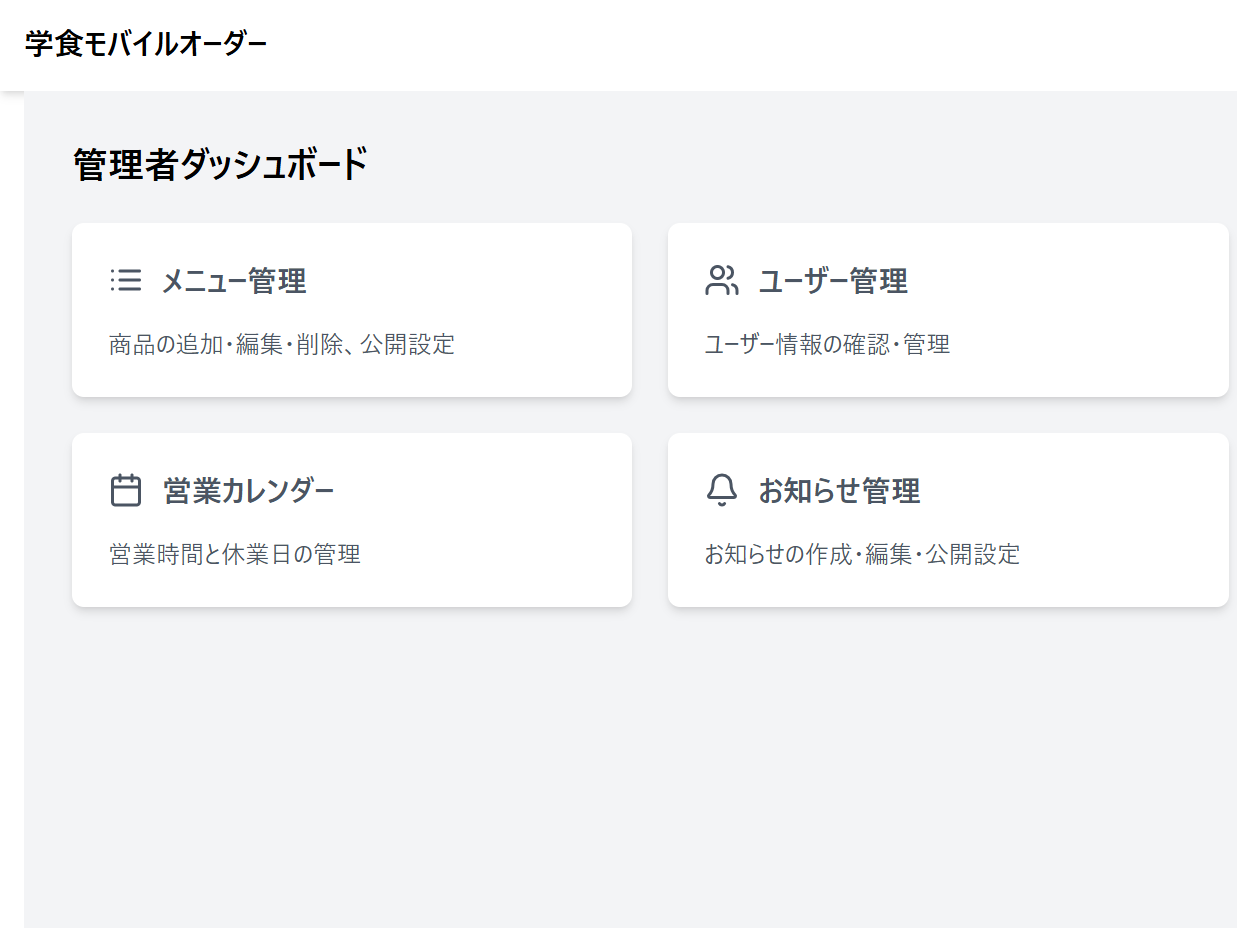 学食モバイルオーダー
管理者ダッシュボード
メニュー管理
商品の追加・編集・削除、公開設定
ユーザー管理
ユーザー情報の確認・管理
営業カレンダー
営業時間と休業日の管理
お知らせ管理
お知らせの作成・編集・公開設定